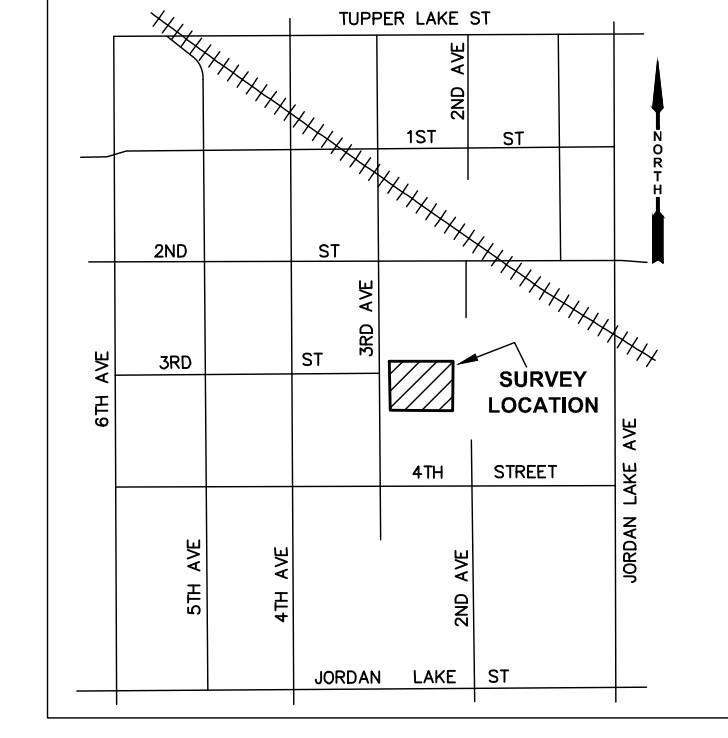 TUPPER LAKE ST
2ND AVE
1ST ST
NORTH
2ND ST
3RD AVE
3RD ST
6TH AVE
SURVEY
LOCATION
JORDAN LAKE AVE
4TH STREET
5TH AVE
4TH AVE
2ND AVE
JORDAN LAKE ST